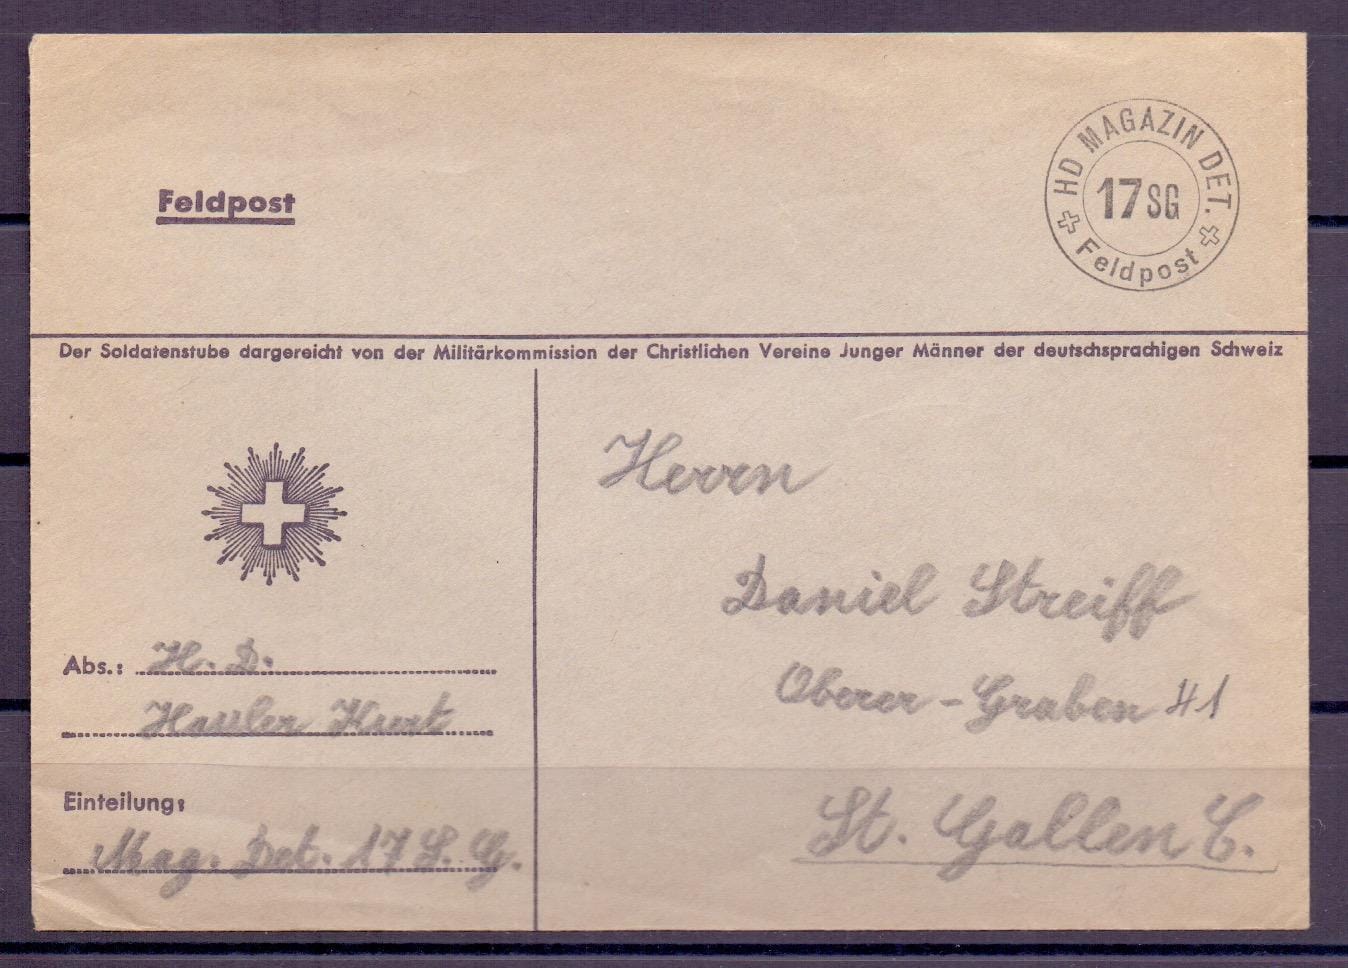 Feldpost
HD MAGAZIN DET.
17 SG
Feldpost
Der Soldatenstube dargereicht von der Militärkommission der Christlichen Vereine Junger Männer der deutschsprachigen Schweiz
Herrn
Daniel Streiff
Oberer - Graben 41
St. Gallen C.
Abs.: H. D.
Kurt
Einteilung:
Mag. Det. 17 S. G.